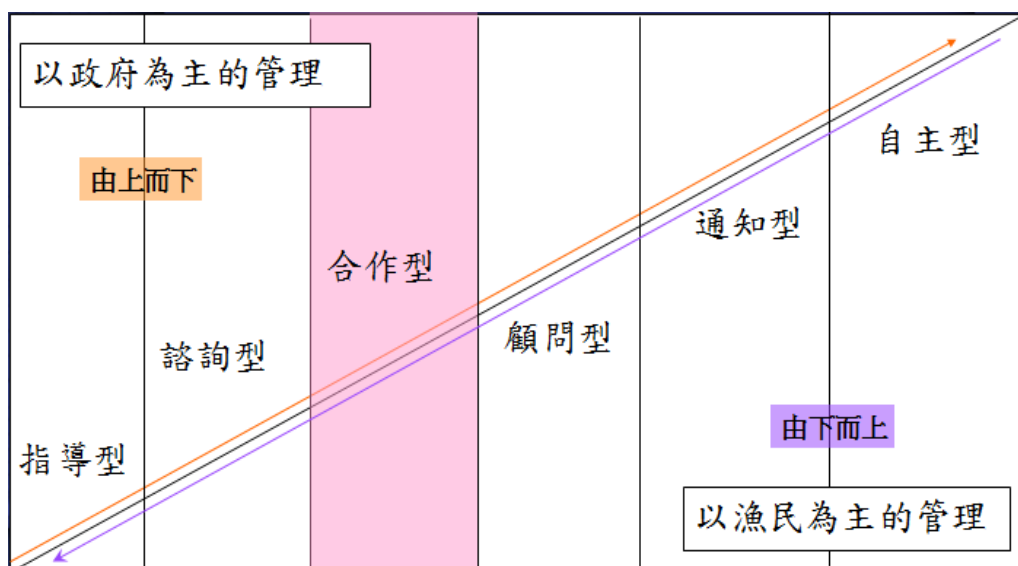 以政府為主的管理
由上而下
自主型
通知型
合作型
顧問型
諮詢型
由下而上
指導型
以漁民為主的管理